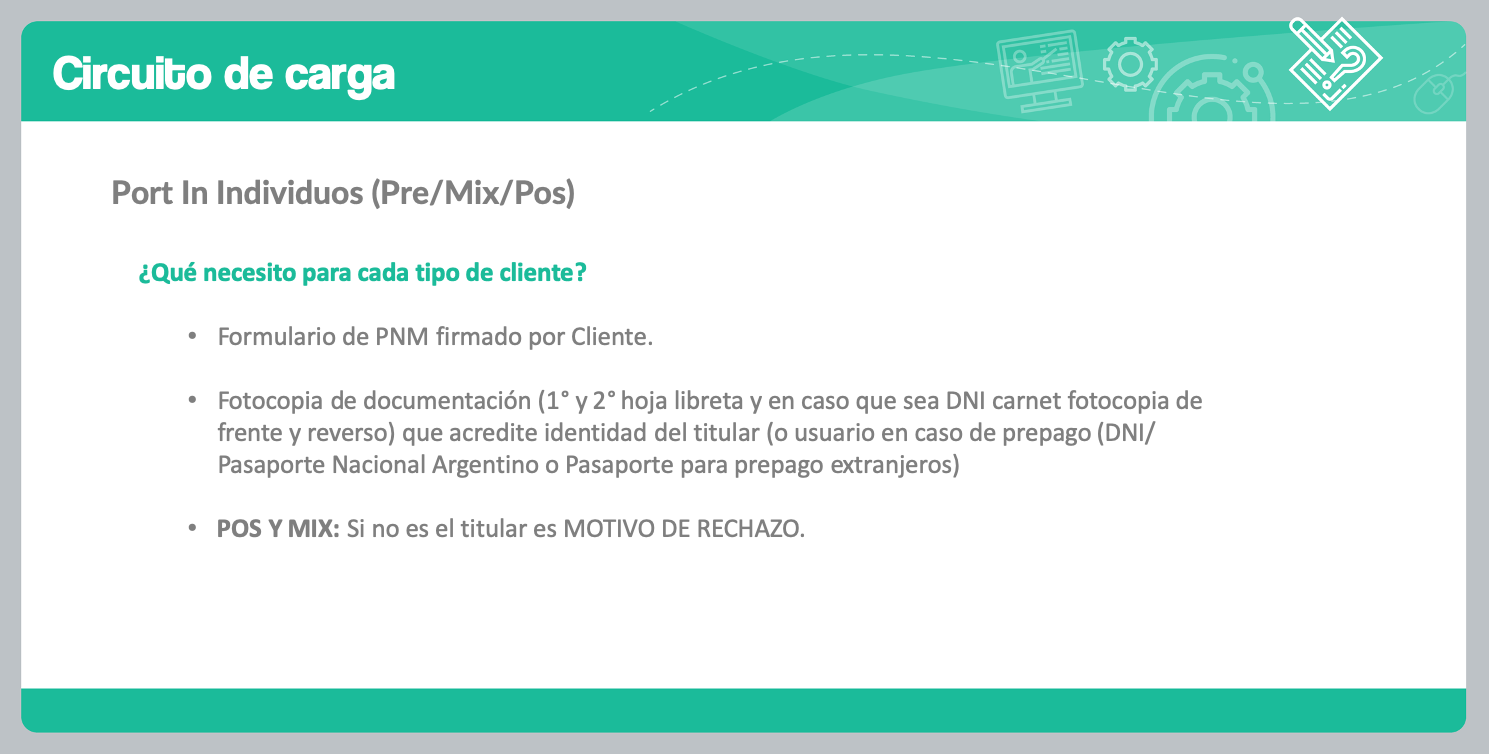 Circuito de carga
Port In Individuos (Pre/Mix/Pos)
¿Qué necesito para cada tipo de cliente?
• Formulario de PNM firmado por Cliente.
• Fotocopia de documentación (1° y 2° hoja libreta y en caso que sea DNI carnet fotocopia de
frente y reverso) que acredite identidad del titular (o usuario en caso de prepago (DNI/
Pasaporte Nacional Argentino o Pasaporte para prepago extranjeros)
• POS Y MIX: Si no es el titular es MOTIVO DE RECHAZO.